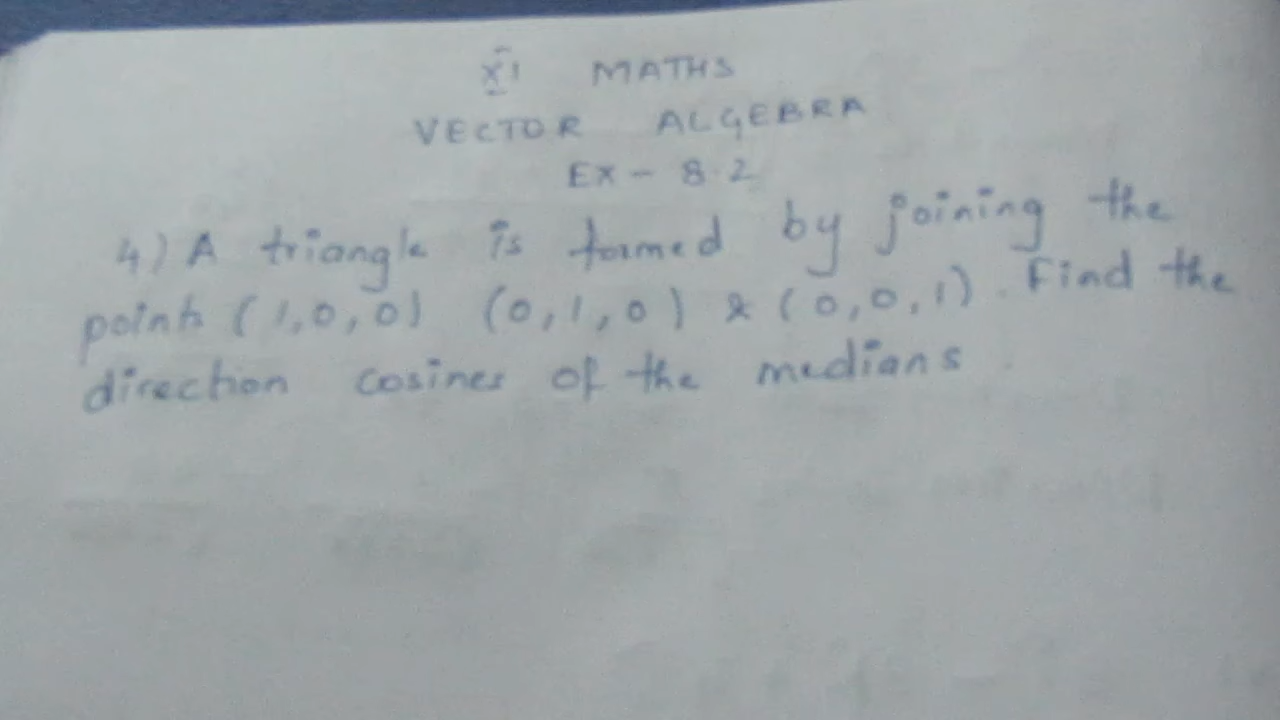 XI MATHS
VECTOR ALGEBRA
EX - 8.2
4) A triangle is formed by joining the
points (1,0,0) (0,1,0) & (0,0,1). Find the
direction cosines of the medians.